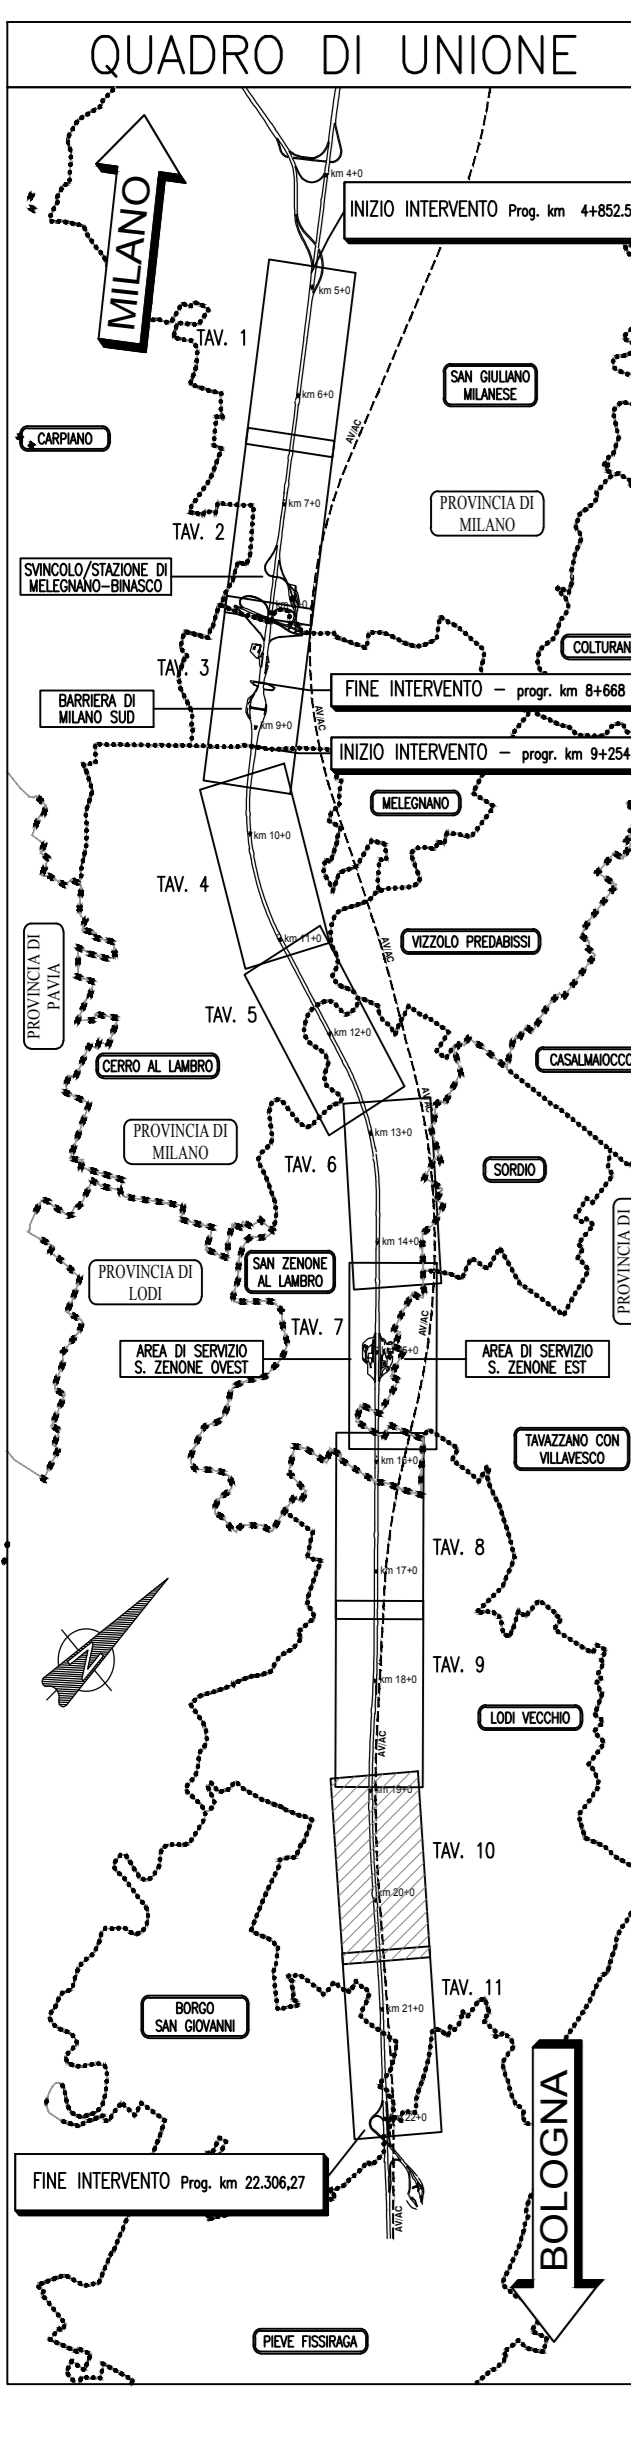 QUADRO DI UNIONE
MILANO
km 4+0
INIZIO INTERVENTO Prog. km 4+852.5
km 5+0
TAV. 1
SAN GIULIANO
MILANESE
km 6+0
AV/AC
CARPIANO
PROVINCIA DI
MILANO
km 7+0
TAV. 2
SVINCOLO/STAZIONE DI
MELEGNANO-BINASCO
COLTURAN
TAV. 3
FINE INTERVENTO - progr. km 8+668
BARRIERA DI
MILANO SUD
AV/AC
km 9+0
INIZIO INTERVENTO - progr. km 9+254
MELEGNANO
km 10+0
TAV. 4
PROVINCIA DI
PAVIA
km 11+0
AV/AC
VIZZOLO PREDABISSI
TAV. 5
km 12+0
CERRO AL LAMBRO
CASALMAIOCCO
AV/AC
PROVINCIA DI
MILANO
km 13+0
TAV. 6
SORDIO
PROVINCIA DI
km 14+0
SAN ZENONE
AL LAMBRO
PROVINCIA DI
LODI
TAV. 7
AV/AC
AREA DI SERVIZIO
S. ZENONE OVEST
AREA DI SERVIZIO
S. ZENONE EST
TAVAZZANO CON
VILLAVESCO
km 16+0
TAV. 8
km 17+0
N
TAV. 9
km 18+0
LODI VECCHIO
AV/AC
km 19+0
TAV. 10
km 20+0
TAV. 11
km 21+0
BORGO
SAN GIOVANNI
BOLOGNA
22+0
FINE INTERVENTO Prog. km 22.306,27
AV/AC
PIEVE FISSIRAGA